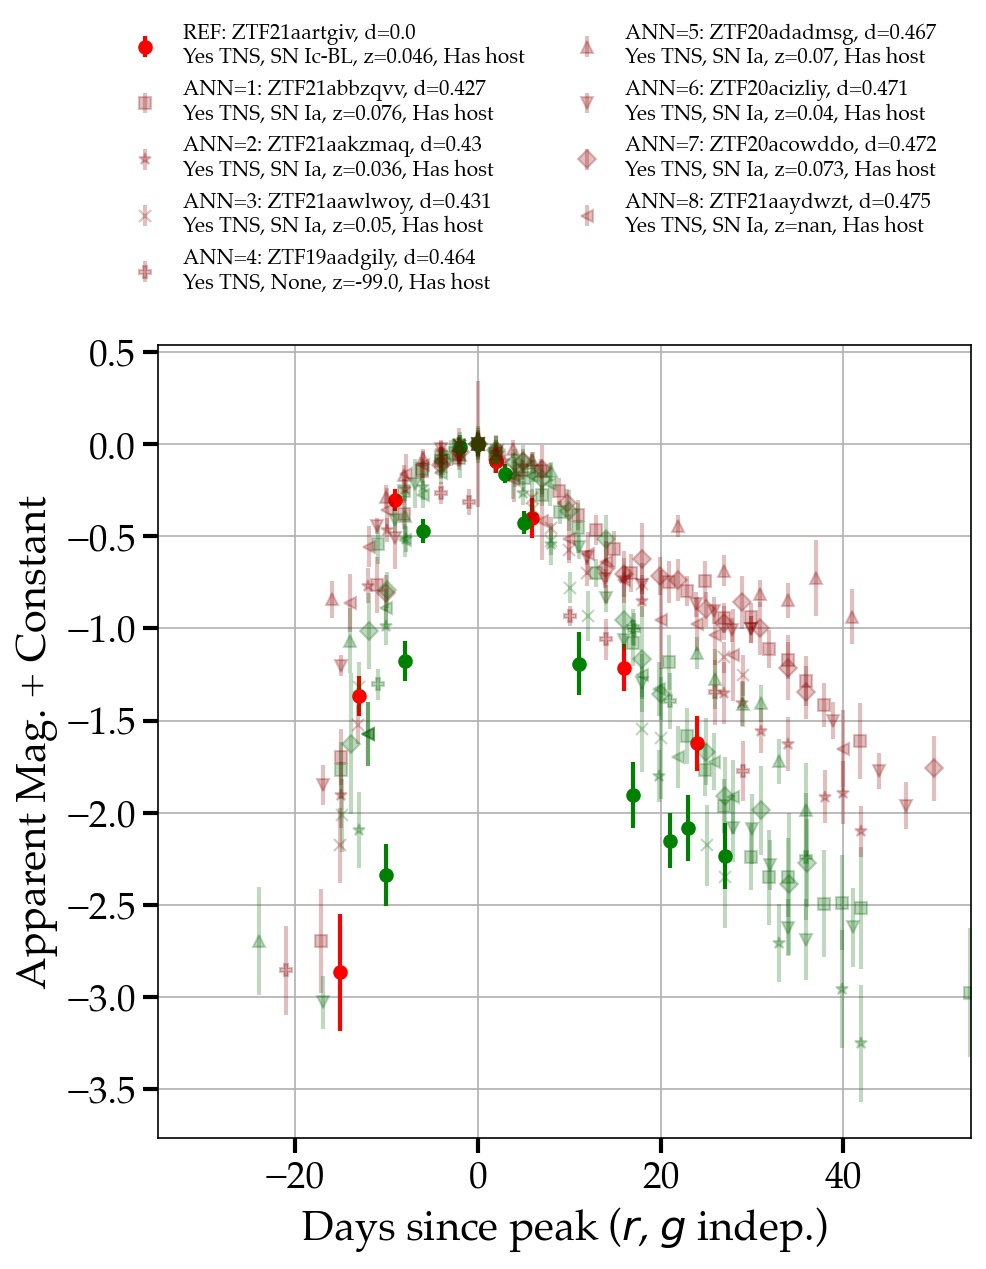 REF: ZTF21aartgiv, d=0.0
Yes TNS, SN Ic-BL, z=0.046, Has host
ANN=1: ZTF21abbzqvv, d=0.427
Yes TNS, SN Ia, z=0.076, Has host
ANN=2: ZTF21aakzmaq, d=0.43
Yes TNS, SN Ia, z=0.036, Has host
ANN=3: ZTF21aawlwoy, d=0.431
Yes TNS, SN Ia, z=0.05, Has host
ANN=4: ZTF19aadgily, d=0.464
Yes TNS, None, z=-99.0, Has host
ANN=5: ZTF20adadmsg, d=0.467
Yes TNS, SN Ia, z=0.07, Has host
ANN=6: ZTF20acizliy, d=0.471
Yes TNS, SN Ia, z=0.04, Has host
ANN=7: ZTF20acowddo, d=0.472
Yes TNS, SN Ia, z=0.073, Has host
ANN=8: ZTF21aaydwzt, d=0.475
Yes TNS, SN Ia, z=nan, Has host
Apparent Mag. + Constant
0.5
0.0
−0.5
−1.0
−1.5
−2.0
−2.5
−3.0
−3.5
−20
0
20
40
Days since peak (r, g indep.)